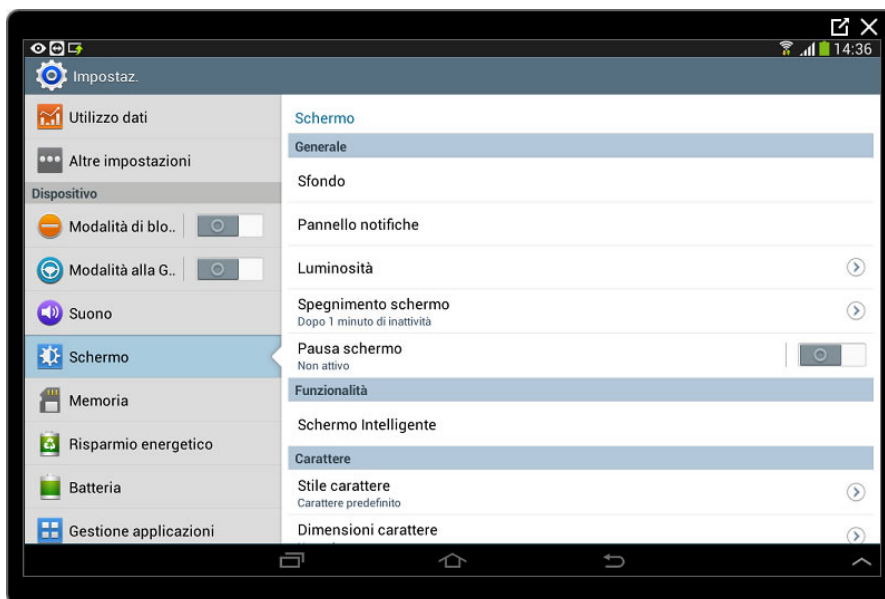 14:36
Impostaz.
Utilizzo dati
Altre impostazioni
Dispositivo
Modalità di blo..
Modalità alla G..
Suono
Schermo
Memoria
Risparmio energetico
Batteria
Gestione applicazioni
Schermo
Generale
Sfondo
Pannello notifiche
Luminosità
Spegnimento schermo
Dopo 1 minuto di inattività
Pausa schermo
Non attivo
Funzionalità
Schermo Intelligente
Carattere
Stile carattere
Carattere predefinito
Dimensioni carattere